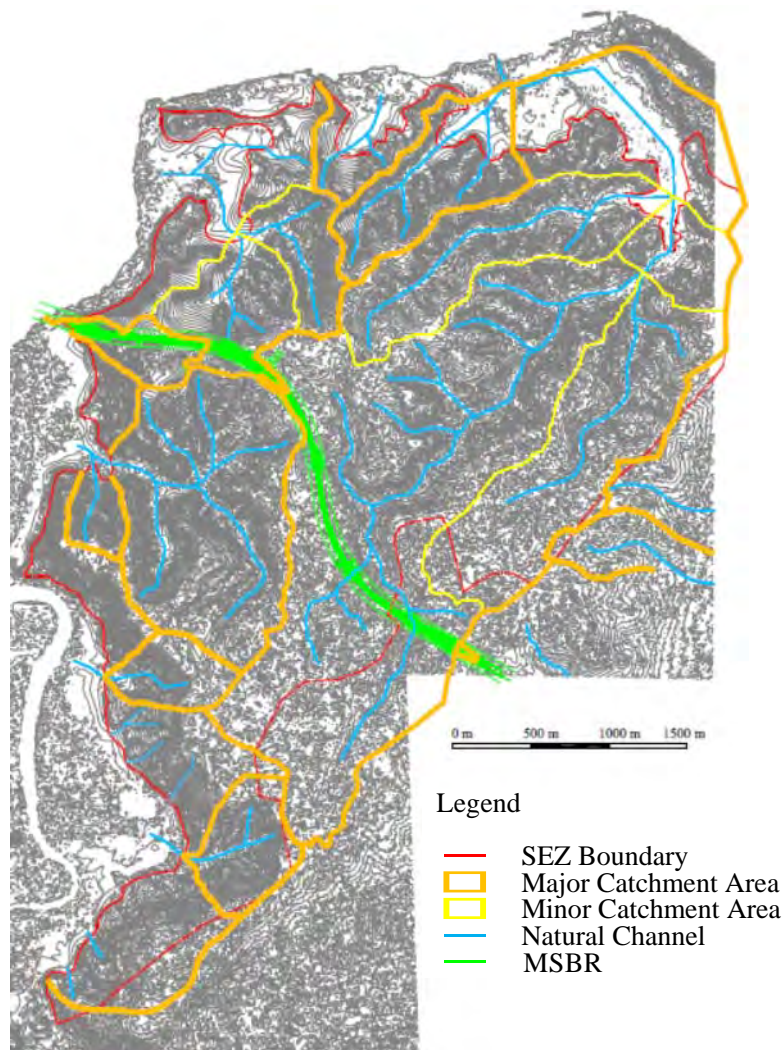 0 m 500 m 1000 m 1500 m
Legend
SEZ Boundary
Major Catchment Area
Minor Catchment Area
Natural Channel
MSBR